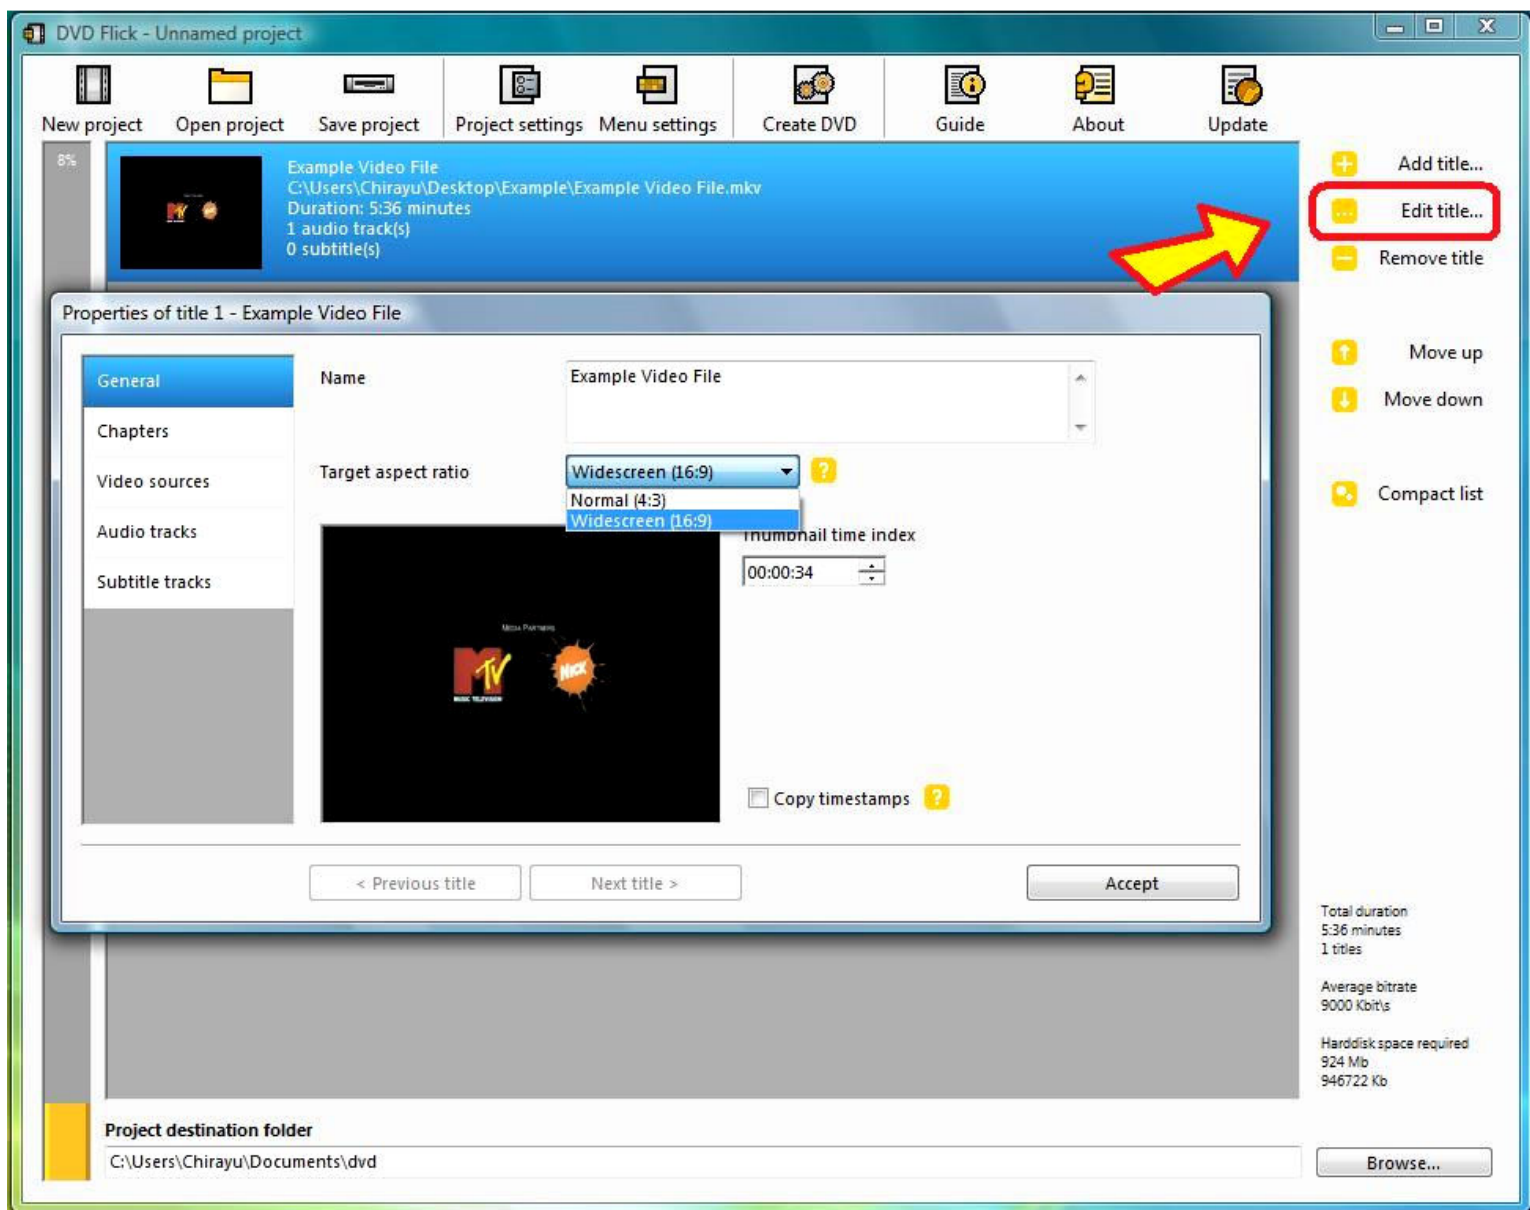 DVD Flick - Unnamed project
New project
Open project
Save project
Project settings
Menu settings
Create DVD
Guide
About
Update
8%
Example Video File
C:\Users\Chirayu\Desktop\Example\Example Video File.mkv
Duration: 5:36 minutes
1 audio track(s)
0 subtitle(s)
Add title...
Edit title...
Remove title
Move up
Move down
Compact list
Properties of title 1 - Example Video File
General
Chapters
Video sources
Audio tracks
Subtitle tracks
Name
Example Video File
Target aspect ratio
Widescreen (16:9)
?
Normal (4:3)
Widescreen (16:9)
Thumbnail time index
00:00:34
MEDIA PARTNERS
MTV
MUSIC TELEVISION
NICK
Copy timestamps
?
< Previous title
Next title >
Accept
Total duration
5:36 minutes
1 titles
Average bitrate
9000 Kbit\s
Harddisk space required
924 Mb
946722 Kb
Project destination folder
C:\Users\Chirayu\Documents\dvd
Browse...